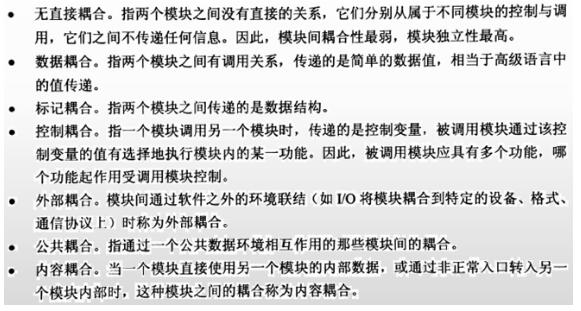 ● 无直接耦合。指两个模块之间没有直接的关系，它们分别从属于不同模块的控制与调
用，它们之间不传递任何信息。因此，模块间耦合性最弱，模块独立性最高。
● 数据耦合。指两个模块之间有调用关系，传递的是简单的数据值，相当于高级语言中
的值传递。
● 标记耦合。指两个模块之间传递的是数据结构。
● 控制耦合。指一个模块调用另一个模块时，传递的是控制变量，被调用模块通过该控
制变量的值有选择地执行模块内的某一功能。因此，被调用模块应具有多个功能，哪
个功能起作用受调用模块控制。
● 外部耦合。模块间通过软件之外的环境联结（如 I/O 将模块耦合到特定的设备、格式、
通信协议上）时称为外部耦合。
● 公共耦合。指通过一个公共数据环境相互作用的那些模块间的耦合。
● 内容耦合。当一个模块直接使用另一个模块的内部数据，或通过非正常入口转入另一
个模块内部时，这种模块之间的耦合称为内容耦合。